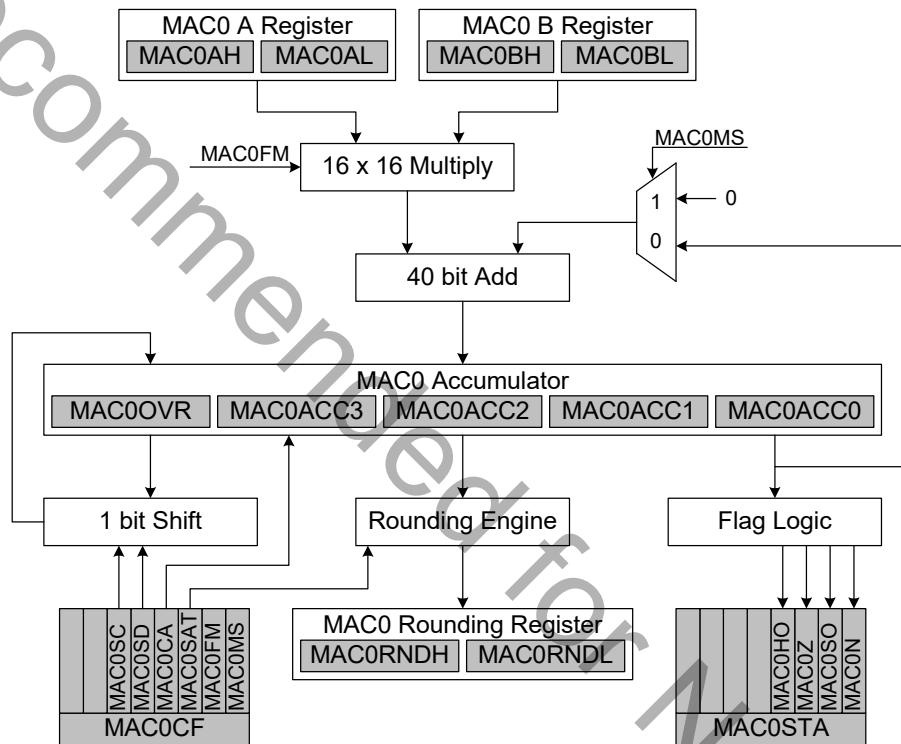 MAC0 A Register
MAC0AH MAC0AL
MAC0 B Register
MAC0BH MAC0BL
MAC0FM
16 x 16 Multiply
MAC0MS
1
0
0
40 bit Add
MAC0 Accumulator
MAC0OVR MAC0ACC3 MAC0ACC2 MAC0ACC1 MAC0ACC0
1 bit Shift
Rounding Engine
Flag Logic
MAC0SC
MAC0SD
MAC0CA
MAC0SAT
MAC0FM
MAC0MS
MAC0CF
MAC0 Rounding Register
MAC0RNDH MAC0RNDL
MAC0HO
MAC0Z
MAC0SO
MAC0N
MAC0STA
commended for N